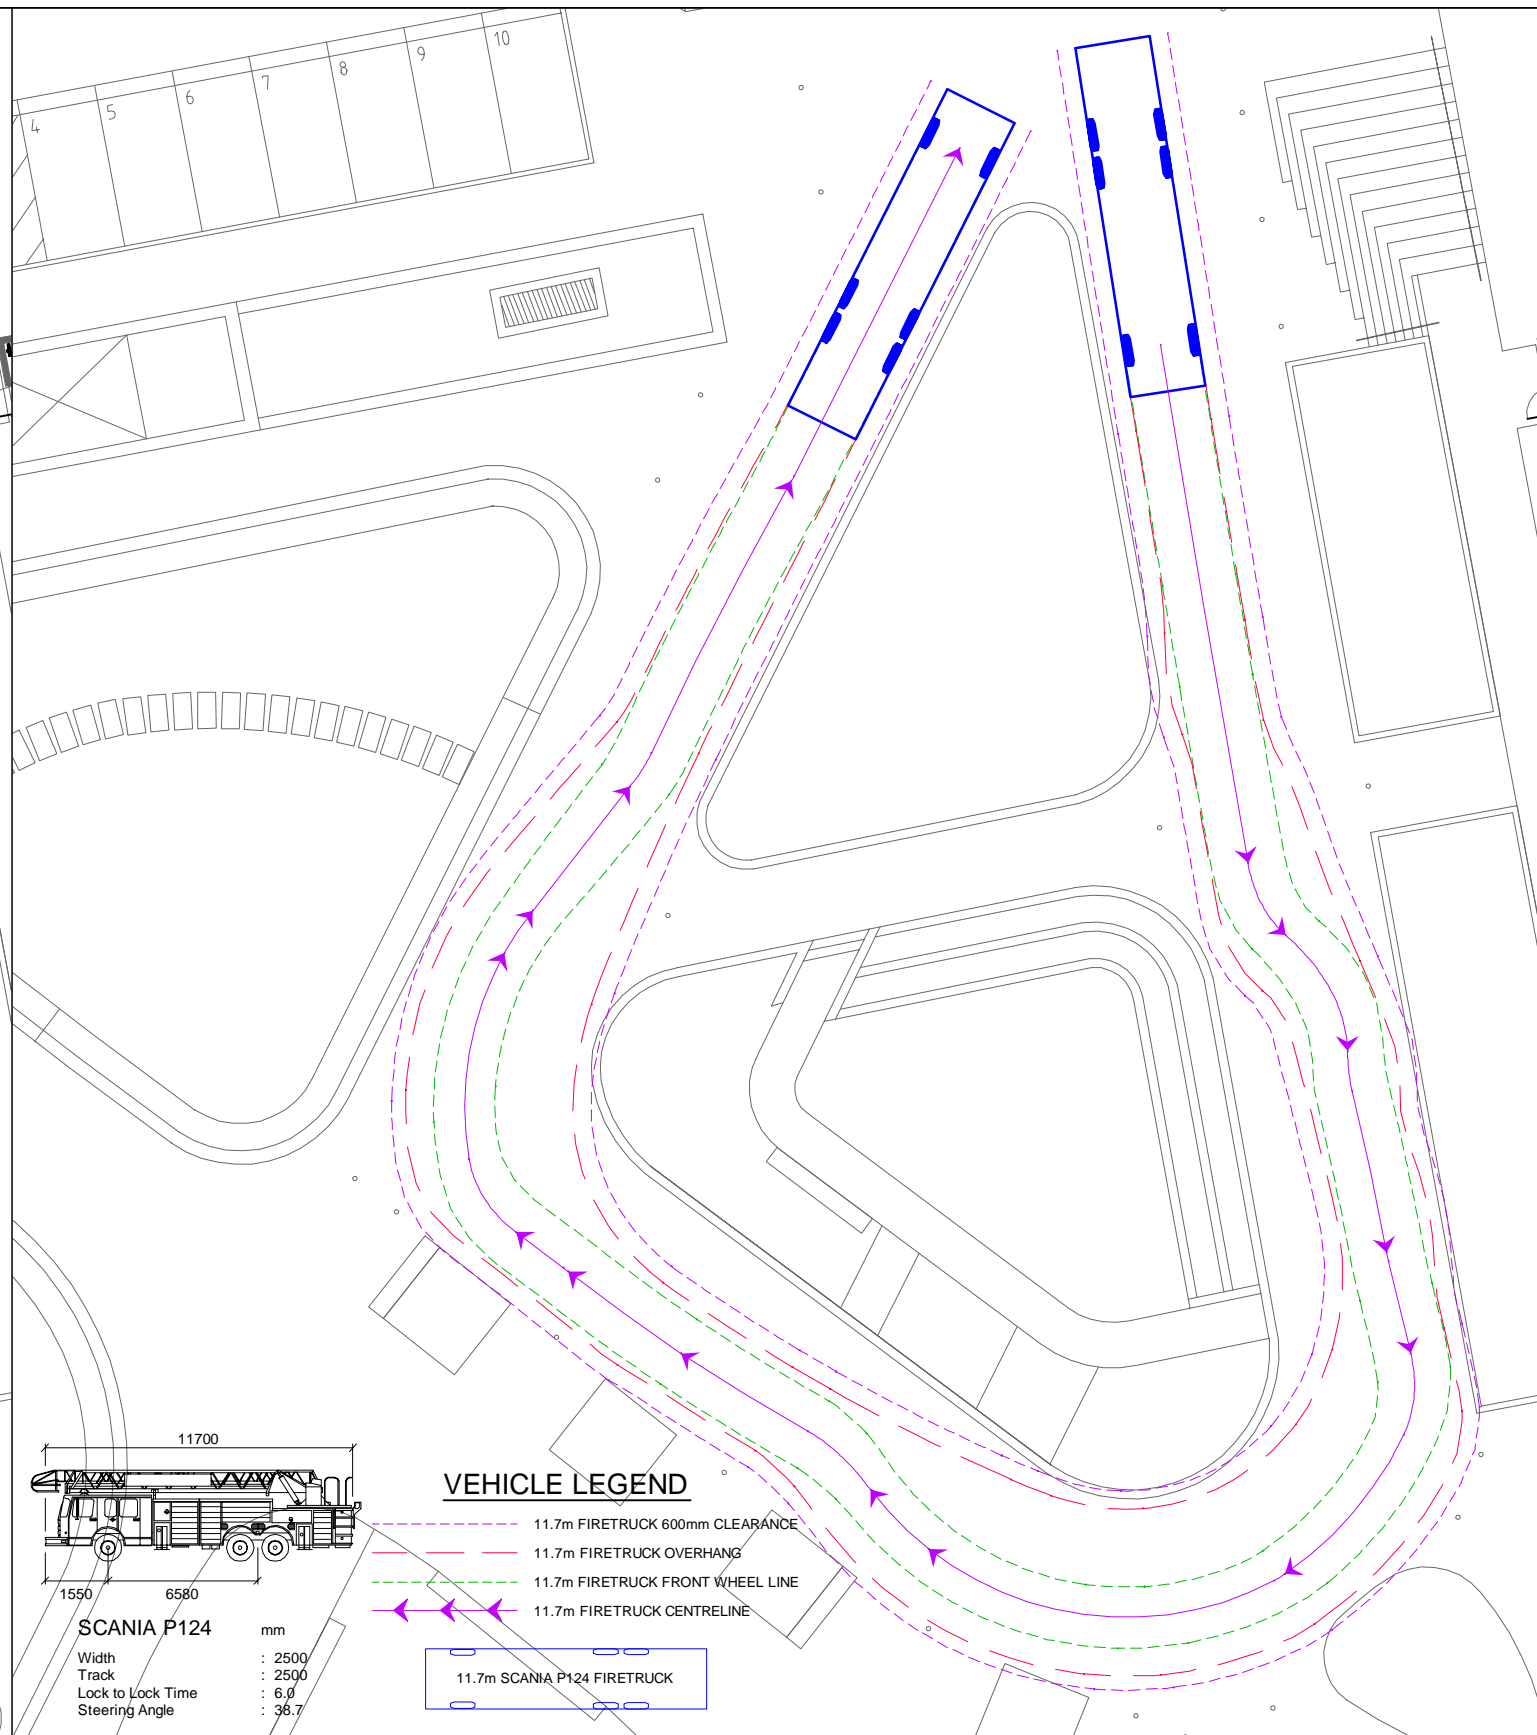 4
5
6
7
8
9
10
11700
1550
6580
SCANIA P124 mm
Width : 2500
Track : 2500
Lock to Lock Time : 6.0
Steering Angle : 38.7
VEHICLE LEGEND
11.7m FIRETRUCK 600mm CLEARANCE
11.7m FIRETRUCK OVERHANG
11.7m FIRETRUCK FRONT WHEEL LINE
11.7m FIRETRUCK CENTRELINE
11.7m SCANIA P124 FIRETRUCK